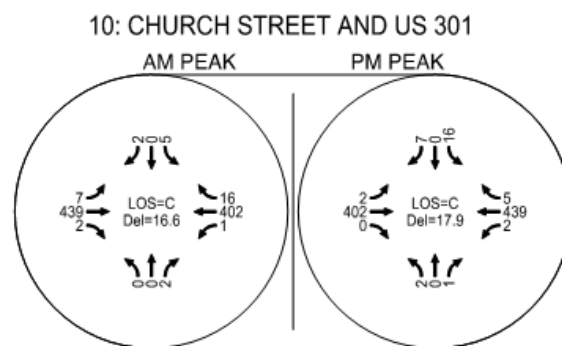 10: CHURCH STREET AND US 301
AM PEAK
PM PEAK
2 0 5
7
439
2
LOS=C
Del=16.6
16
402
1
0 0 2
7 0 16
2
402
0
LOS=C
Del=17.9
5
439
2
2 0 1